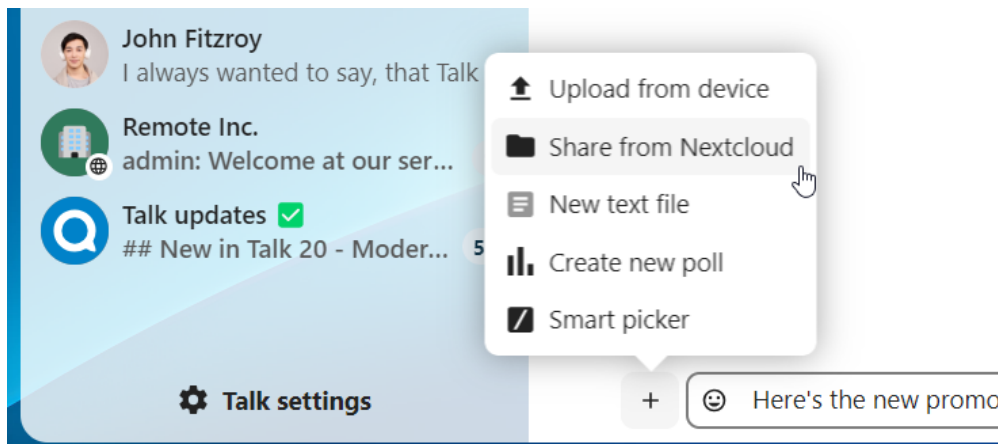 John Fitzroy
I always wanted to say, that Talk
Remote Inc.
admin: Welcome at our ser...
Talk updates ✅
## New in Talk 20 - Moder... 5
Talk settings
Upload from device
Share from Nextcloud
New text file
Create new poll
Smart picker
+
Here's the new promo